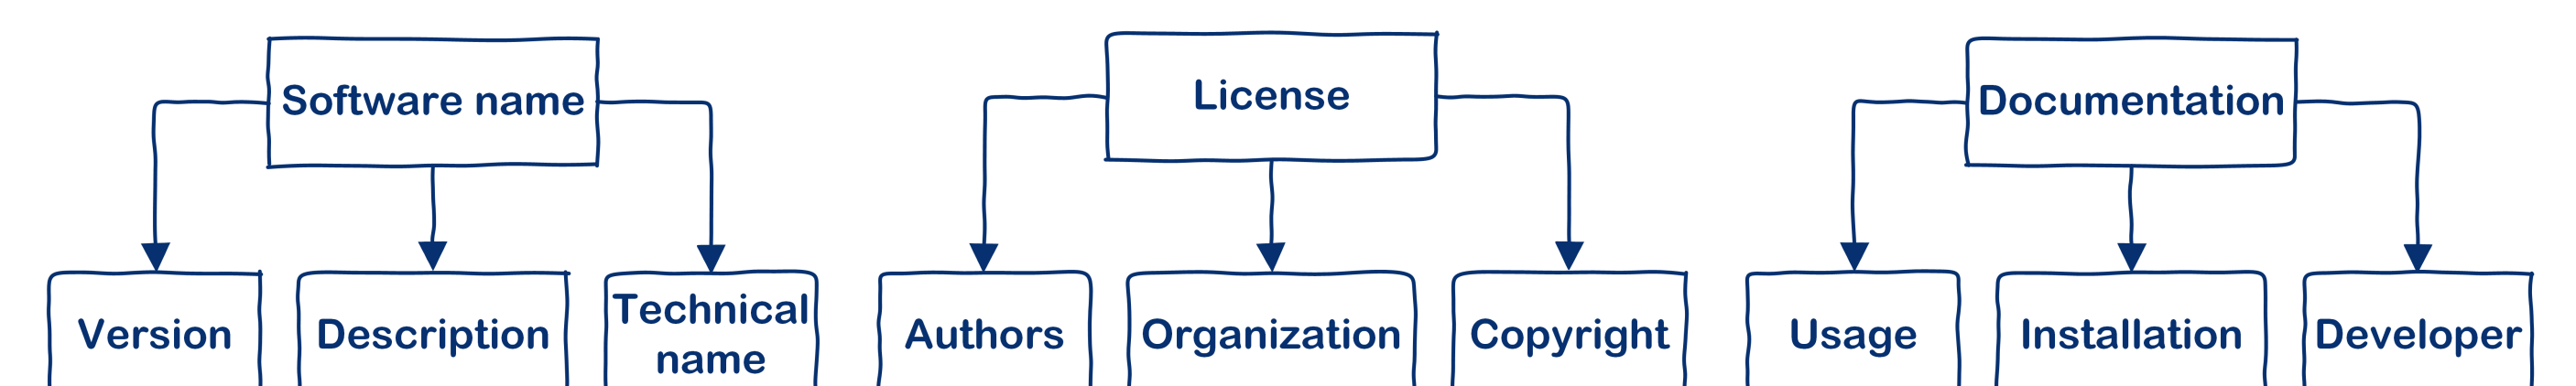 Software name
License
Documentation
Version
Description
Technical
name
Authors
Organization
Copyright
Usage
Installation
Developer